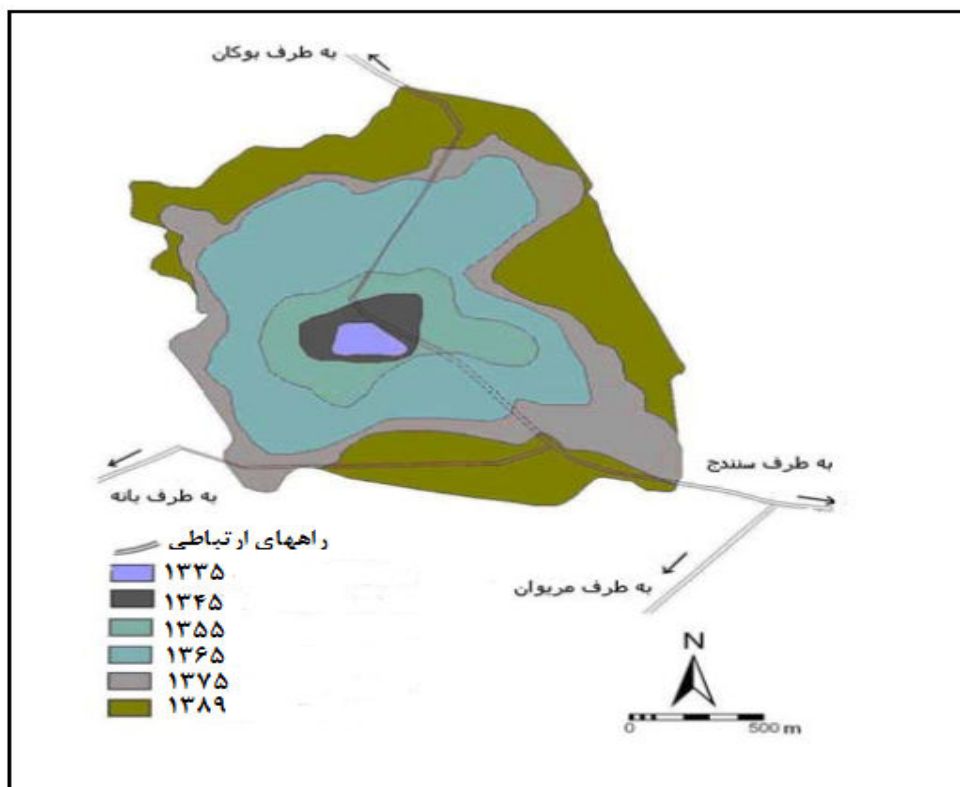 به طرف بوکان
به طرف سنندج
به طرف بانه
به طرف مریوان
راههای ارتباطی
۱۳۳۵
۱۳۴۵
۱۳۵۵
۱۳۶۵
۱۳۷۵
۱۳۸۹
N
0 500 m